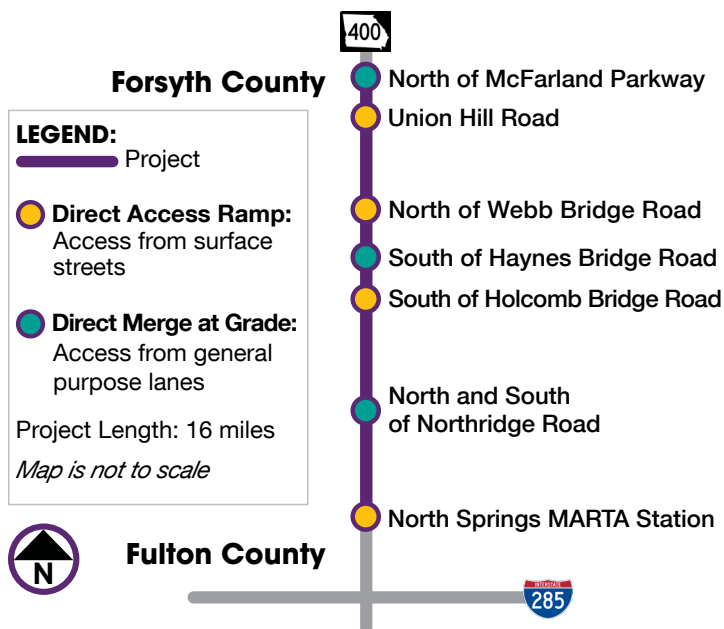 400
Forsyth County
North of McFarland Parkway
Union Hill Road
LEGEND:
Project
Direct Access Ramp:
Access from surface
streets
Direct Merge at Grade:
Access from general
purpose lanes
Project Length: 16 miles
Map is not to scale
North of Webb Bridge Road
South of Haynes Bridge Road
South of Holcomb Bridge Road
North and South
of Northridge Road
North Springs MARTA Station
N
Fulton County
INTERSTATE
285